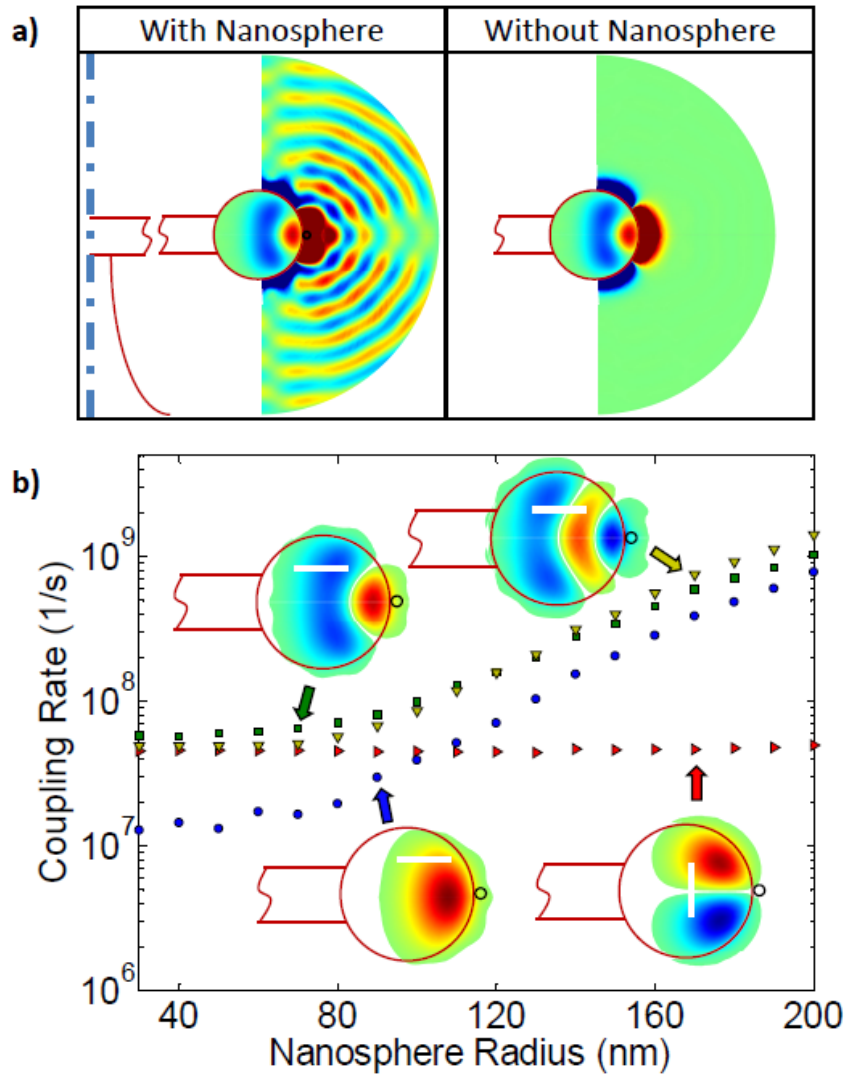 a)
With Nanosphere
Without Nanosphere
b)
Coupling Rate (1/s)
10^9
10^8
10^7
10^6
40
80
120
160
200
Nanosphere Radius (nm)